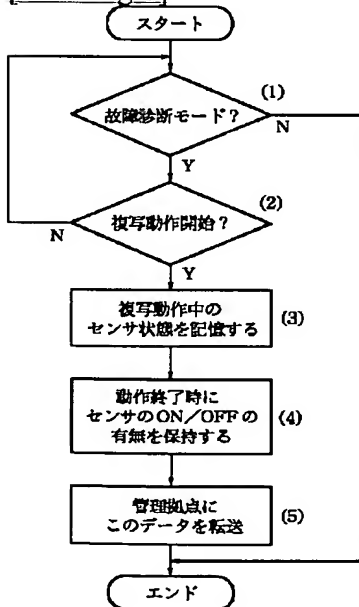 スタート
(1)
故障診断モード?
N
Y
(2)
複写動作開始?
N
Y
複写動作中の
センサ状態を記憶する
(3)
動作終了時に
センサのON/OFFの
有無を保持する
(4)
管理拠点に
このデータを転送
(5)
エンド